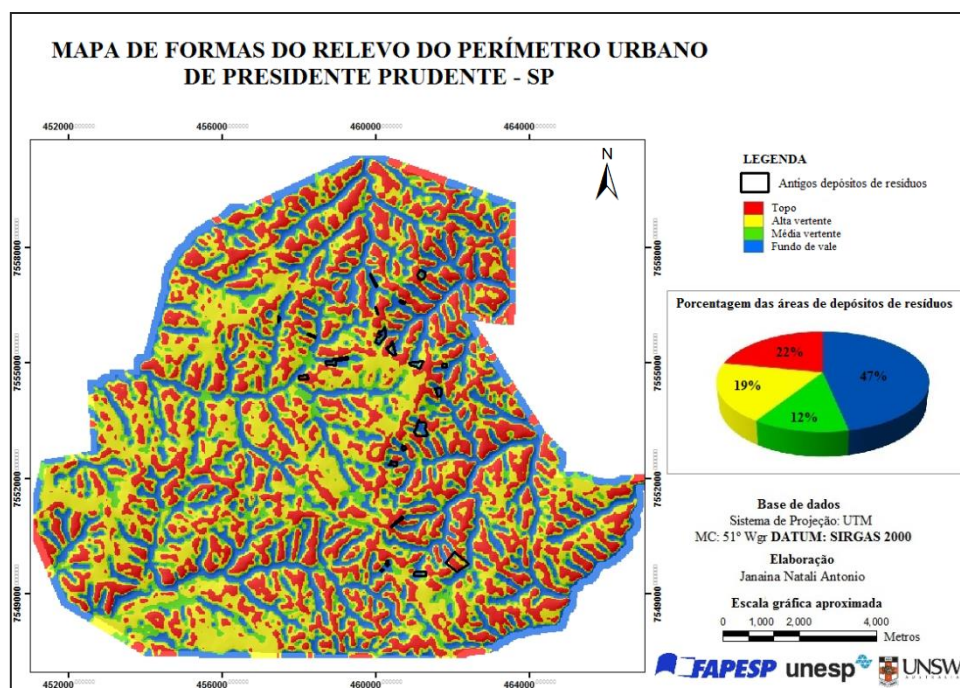 MAPA DE FORMAS DO RELEVO DO PERÍMETRO URBANO
DE PRESIDENTE PRUDENTE - SP
452000 456000 460000 464000
N
7558000 7558000
7555000 7555000
7552000 7552000
7549000 7549000
452000 456000 460000 464000
LEGENDA
Antigos depósitos de resíduos
Topo
Alta vertente
Média vertente
Fundo de vale
Porcentagem das áreas de depósitos de resíduos
22%
47%
19%
12%
Base de dados
Sistema de Projeção: UTM
MC: 51º Wgr DATUM: SIRGAS 2000
Elaboração
Janaina Natali Antonio
Escala gráfica aproximada
0 1,000 2,000 4,000
Metros
FAPESP unesp UNSW
AUSTRALIA